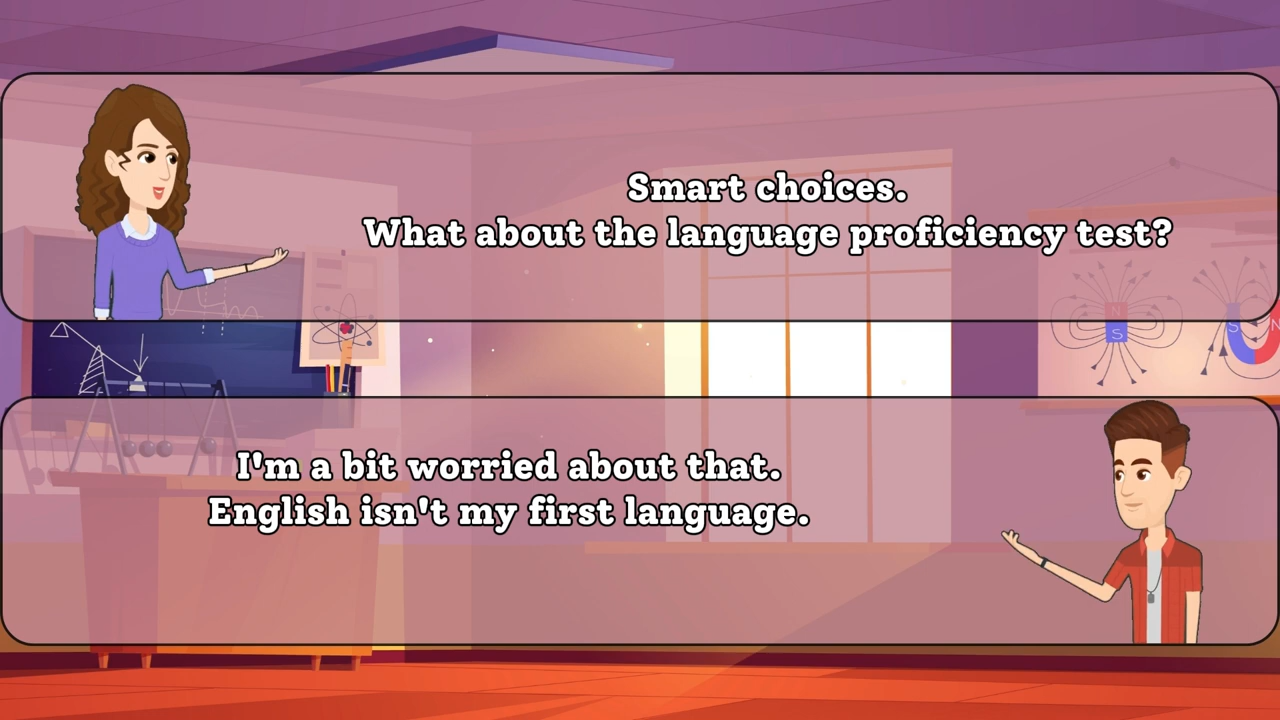 Smart choices.
What about the language proficiency test?
N
S
S
N
I'm a bit worried about that.
English isn't my first language.